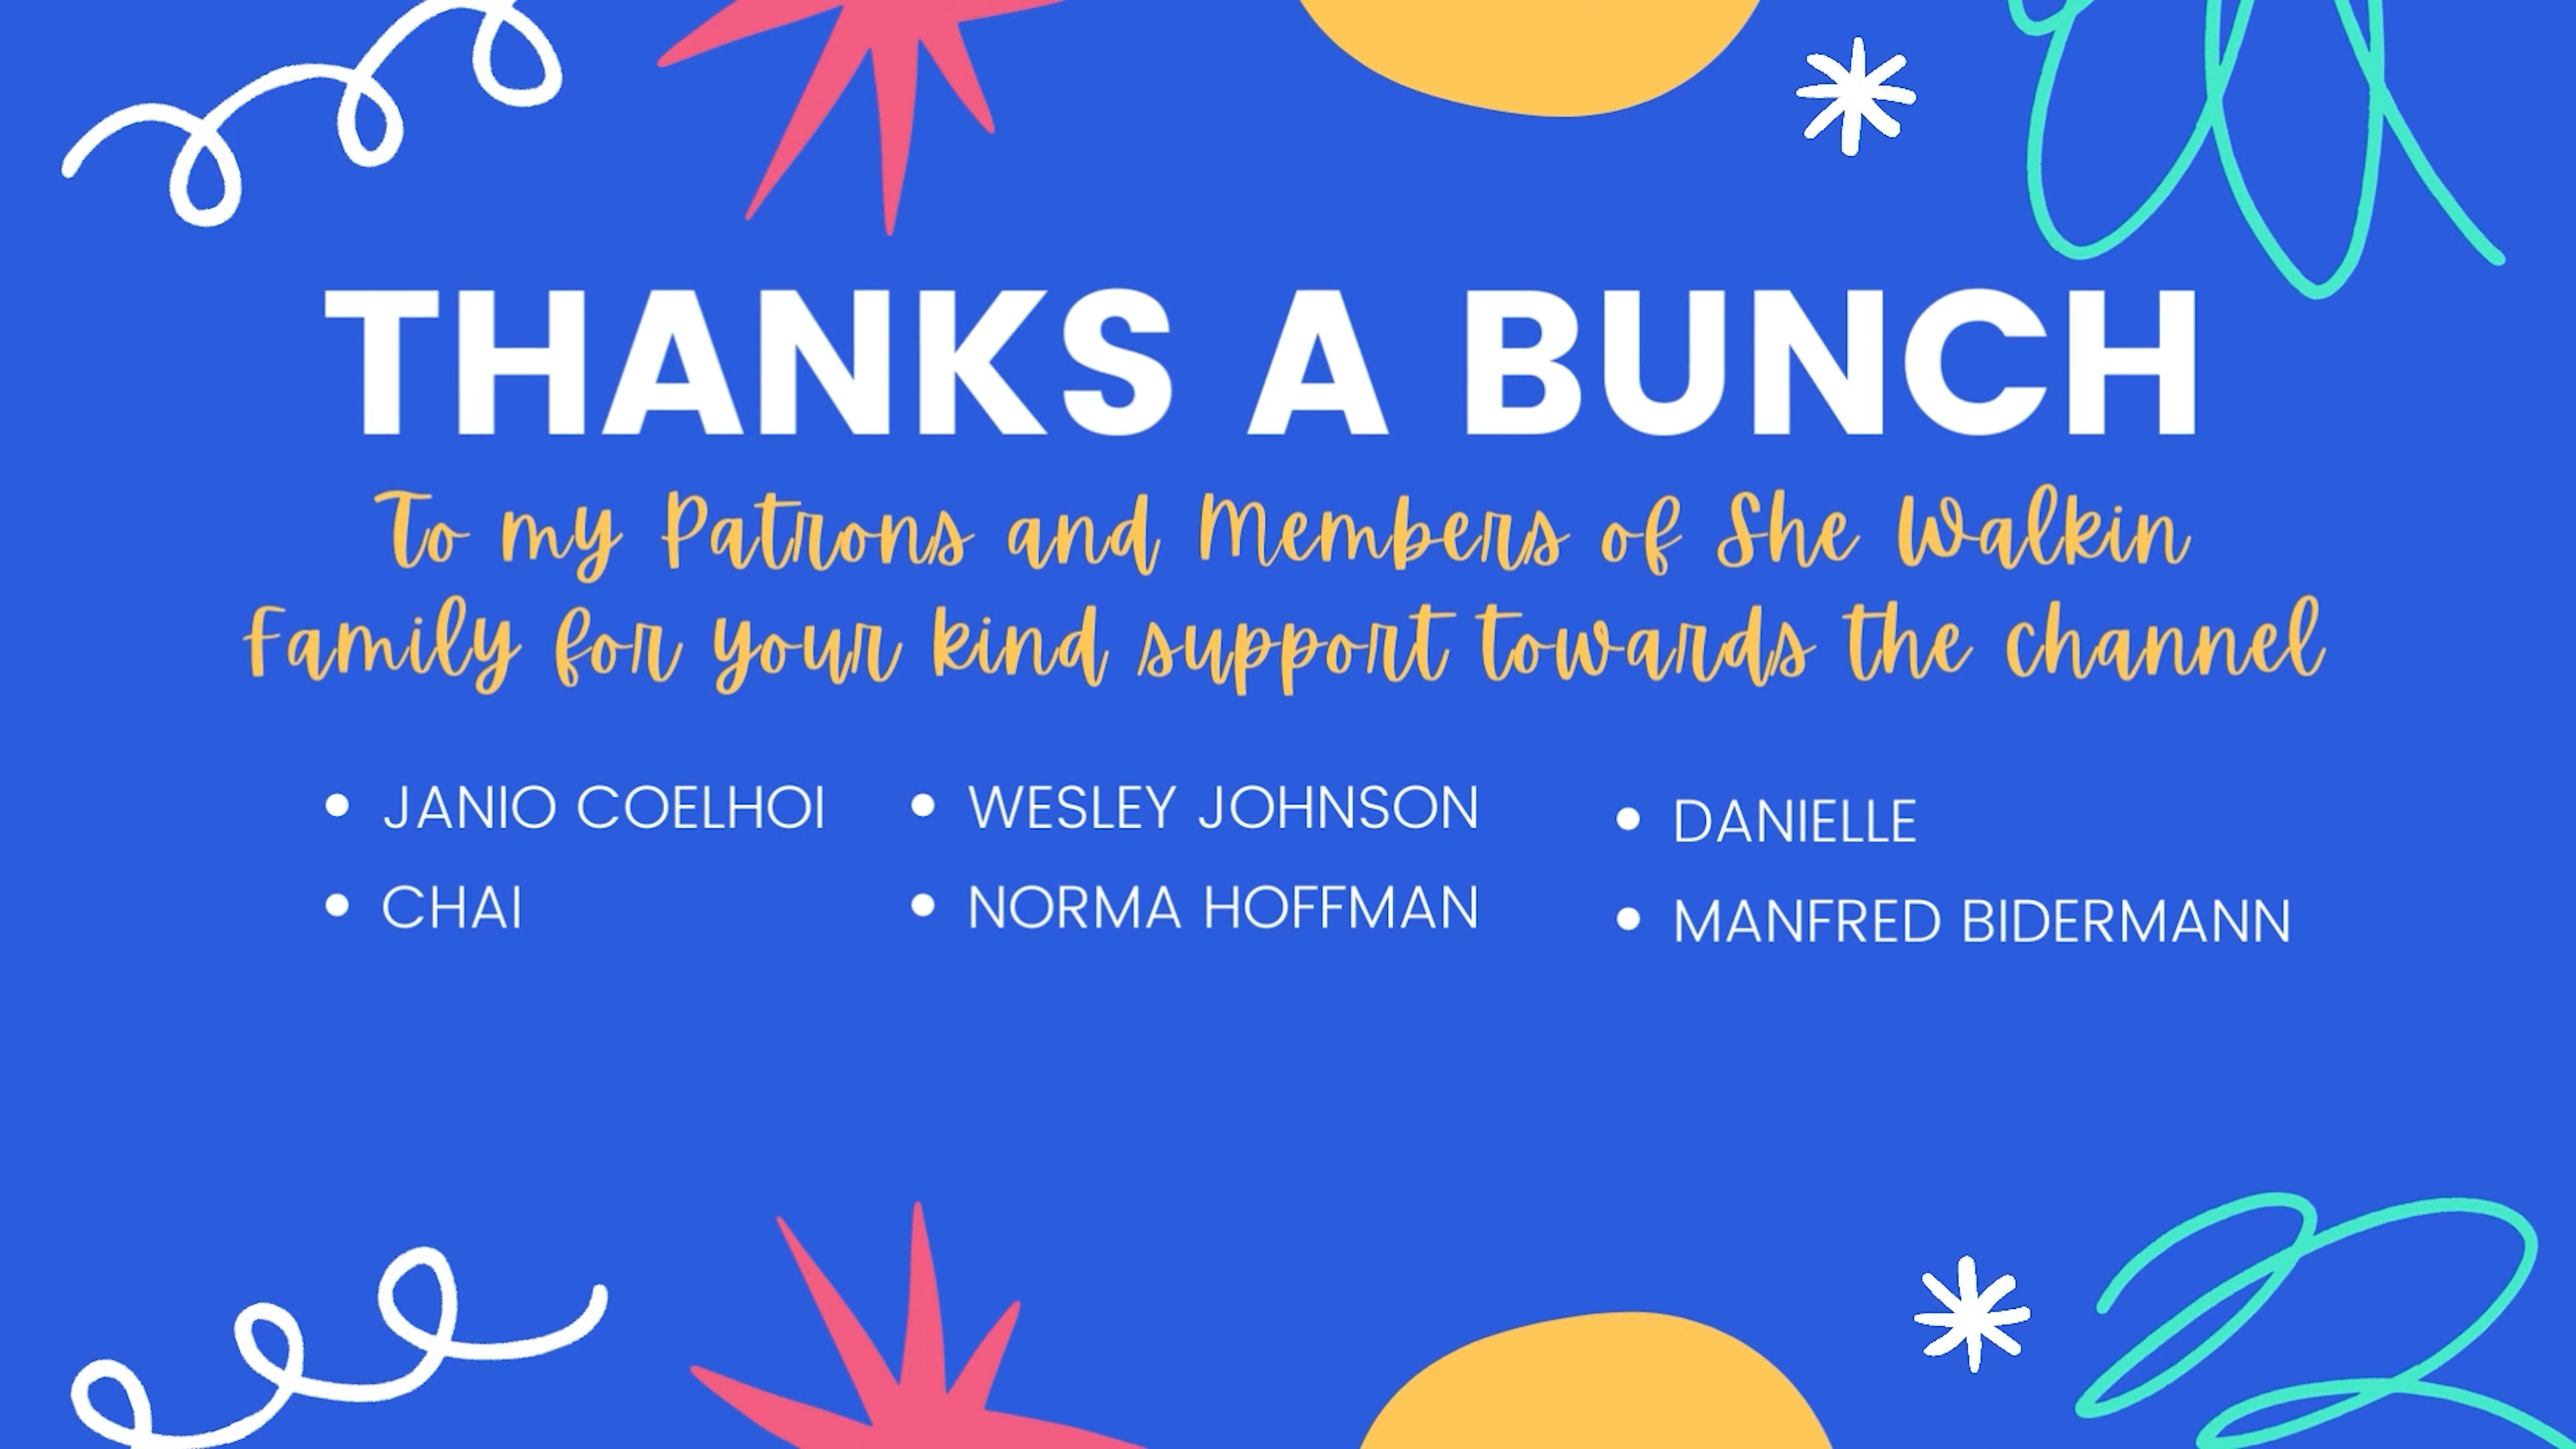 THANKS A BUNCH
To my Patrons and Members of She Walkin
Family for your kind support towards the channel
• JANIO COELHOI
• CHAI
• WESLEY JOHNSON
• NORMA HOFFMAN
• DANIELLE
• MANFRED BIDERMANN